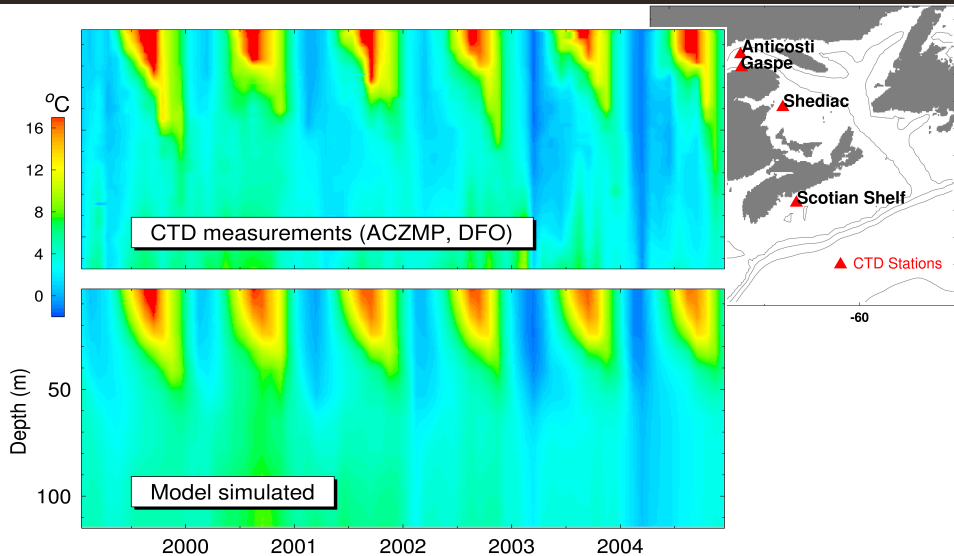 Anticosti
Gaspe
Shediac
Scotian Shelf
CTD Stations
-60
°C
16
12
8
4
0
CTD measurements (ACZMP, DFO)
Depth (m)
50
100
Model simulated
2000 2001 2002 2003 2004